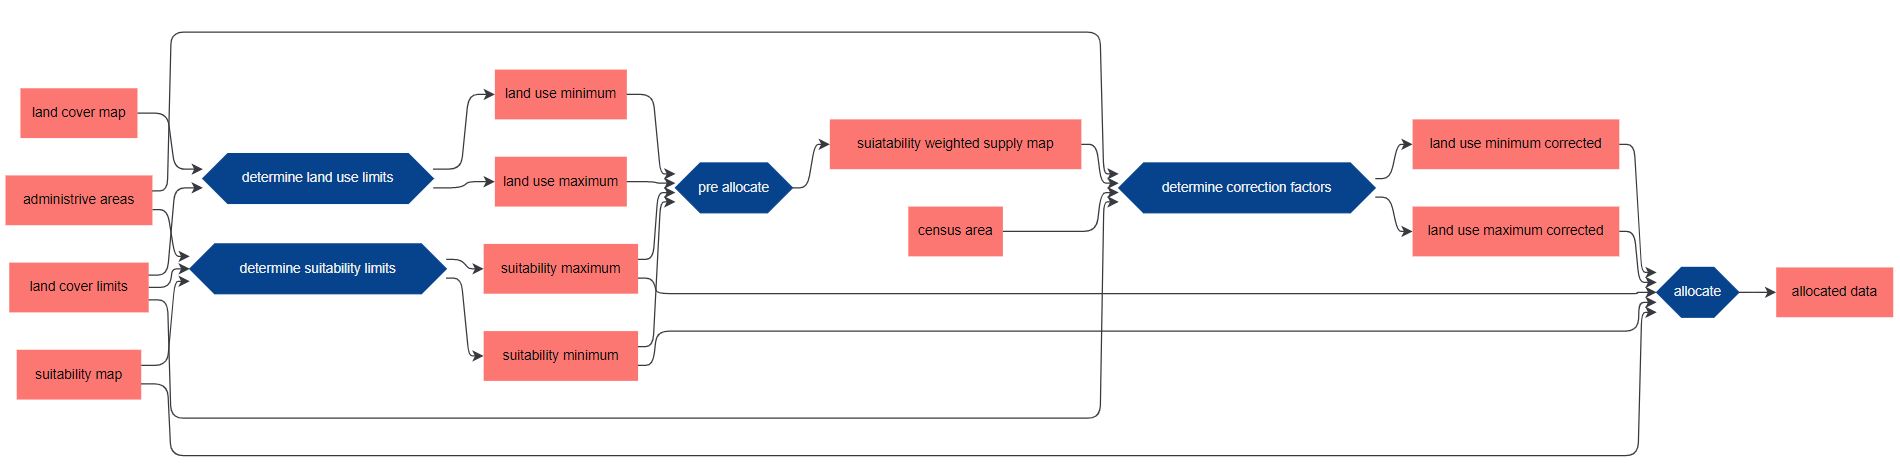 land cover map
administrive areas
land cover limits
suitability map
determine land use limits
determine suitability limits
land use minimum
land use maximum
suitability maximum
suitability minimum
pre allocate
suiatability weighted supply map
census area
determine correction factors
land use minimum corrected
land use maximum corrected
allocate
allocated data